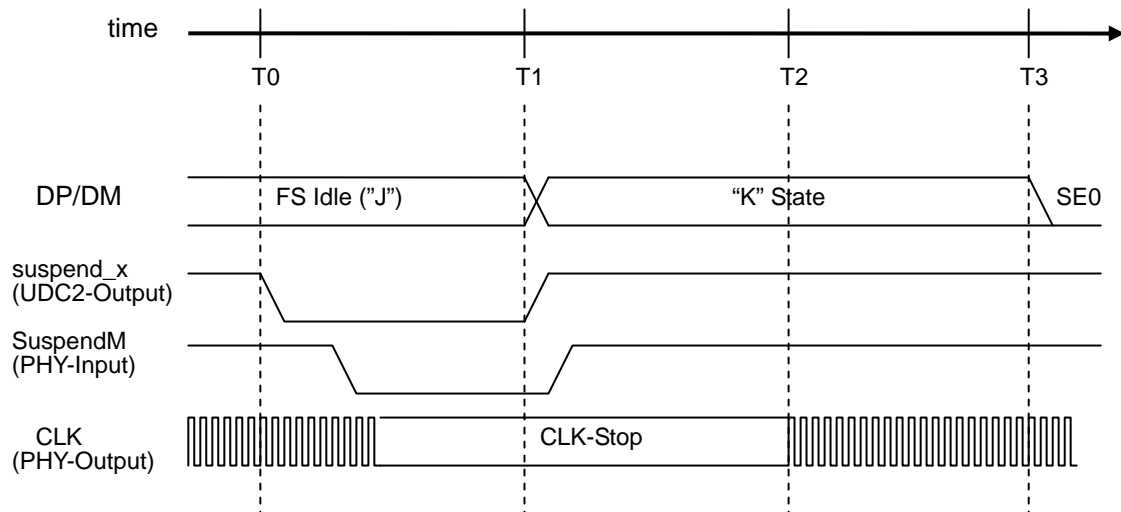 time
T0 T1 T2 T3
DP/DM FS Idle ("J") “K” State SE0
suspend_x
(UDC2-Output)
SuspendM
(PHY-Input)
CLK CLK-Stop
(PHY-Output)